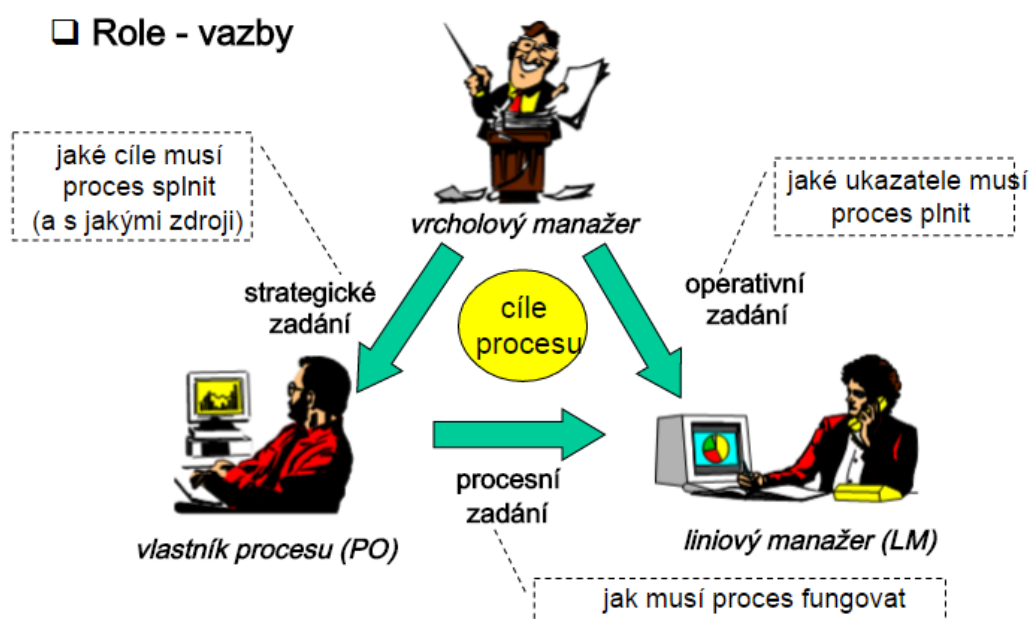 ❑ Role - vazby
jaké cíle musí
proces splnit
(a s jakými zdroji)
jaké ukazatele musí
proces plnit
vrcholový manažer
strategické
zadání
operativní
zadání
cíle
procesu
procesní
zadání
vlastník procesu (PO)
liniový manažer (LM)
jak musí proces fungovat